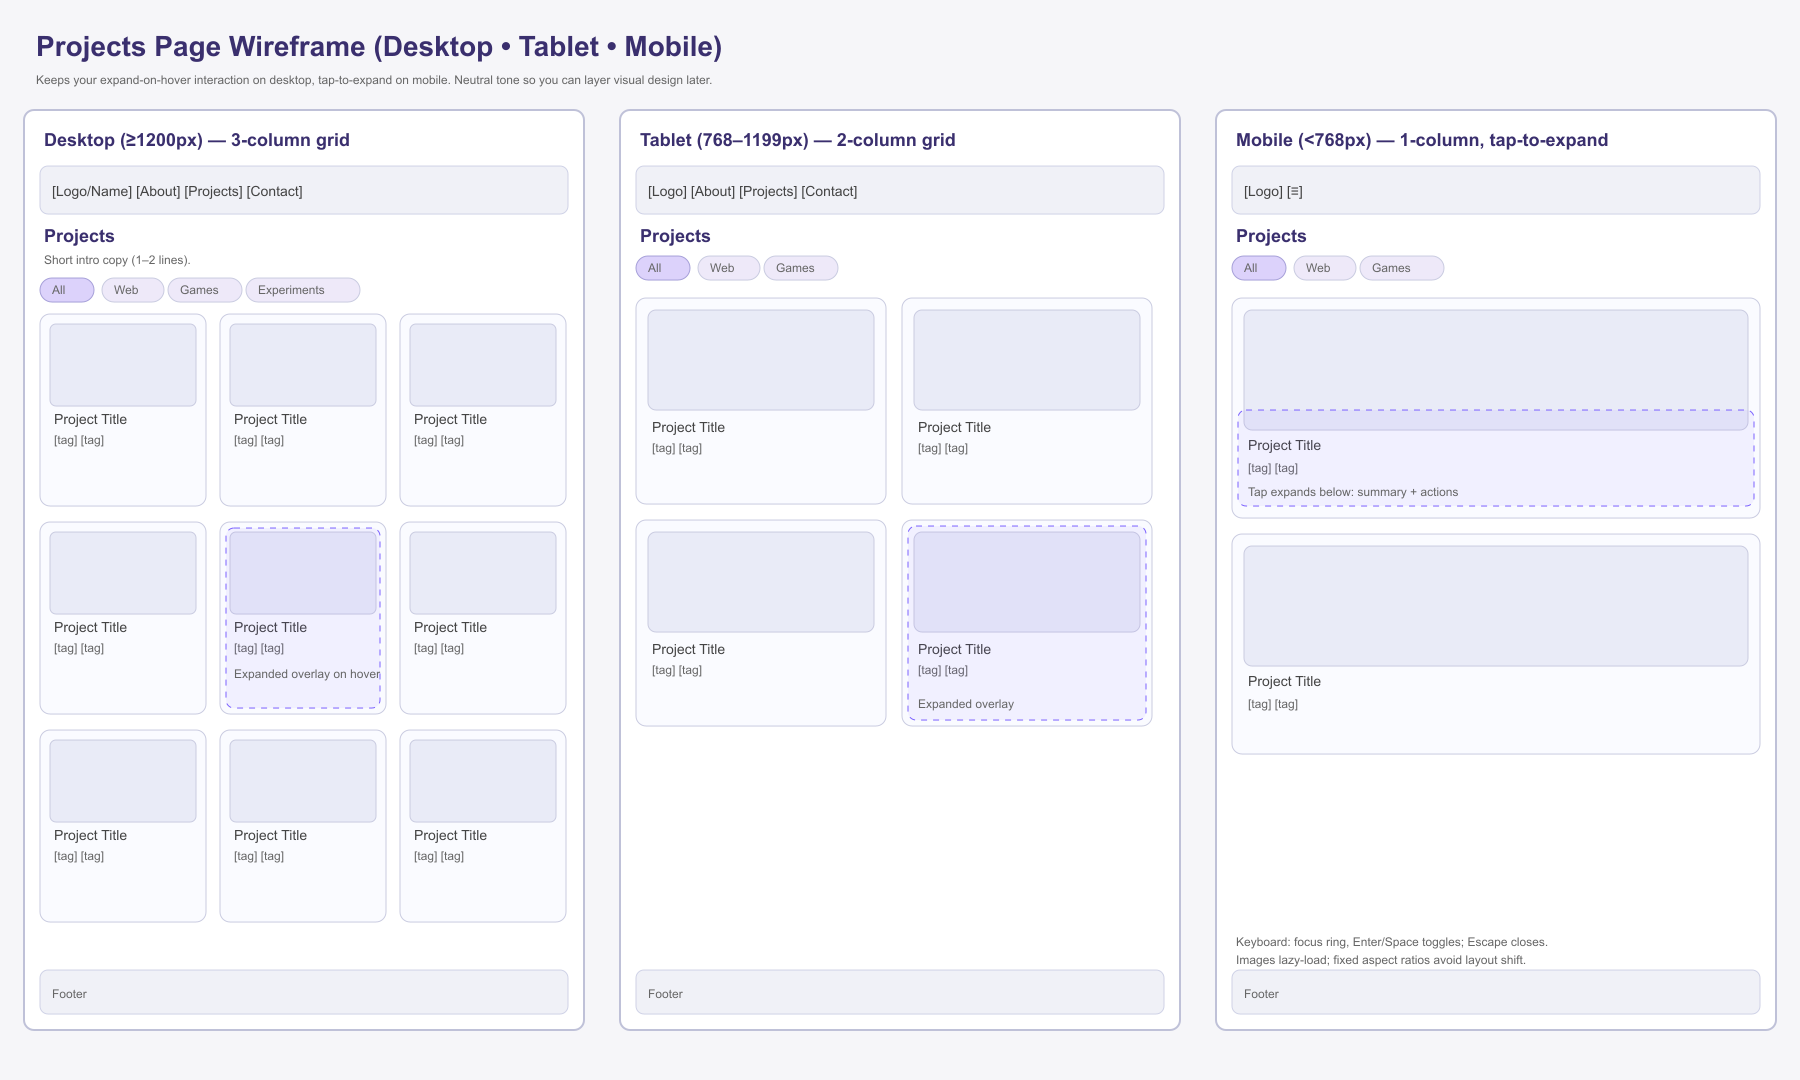 Projects Page Wireframe (Desktop • Tablet • Mobile)
Keeps your expand-on-hover interaction on desktop, tap-to-expand on mobile. Neutral tone so you can layer visual design later.
Desktop (≥1200px) — 3-column grid
[Logo/Name] [About] [Projects] [Contact]
Projects
Short intro copy (1–2 lines).
All
Web
Games
Experiments
Project Title
[tag] [tag]
Project Title
[tag] [tag]
Project Title
[tag] [tag]
Project Title
[tag] [tag]
Project Title
[tag] [tag]
Expanded overlay on hover
Project Title
[tag] [tag]
Project Title
[tag] [tag]
Project Title
[tag] [tag]
Project Title
[tag] [tag]
Footer
Tablet (768–1199px) — 2-column grid
[Logo] [About] [Projects] [Contact]
Projects
All
Web
Games
Project Title
[tag] [tag]
Project Title
[tag] [tag]
Project Title
[tag] [tag]
Project Title
[tag] [tag]
Expanded overlay
Footer
Mobile (<768px) — 1-column, tap-to-expand
[Logo] [≡]
Projects
All
Web
Games
Project Title
[tag] [tag]
Tap expands below: summary + actions
Project Title
[tag] [tag]
Keyboard: focus ring, Enter/Space toggles; Escape closes.
Images lazy-load; fixed aspect ratios avoid layout shift.
Footer